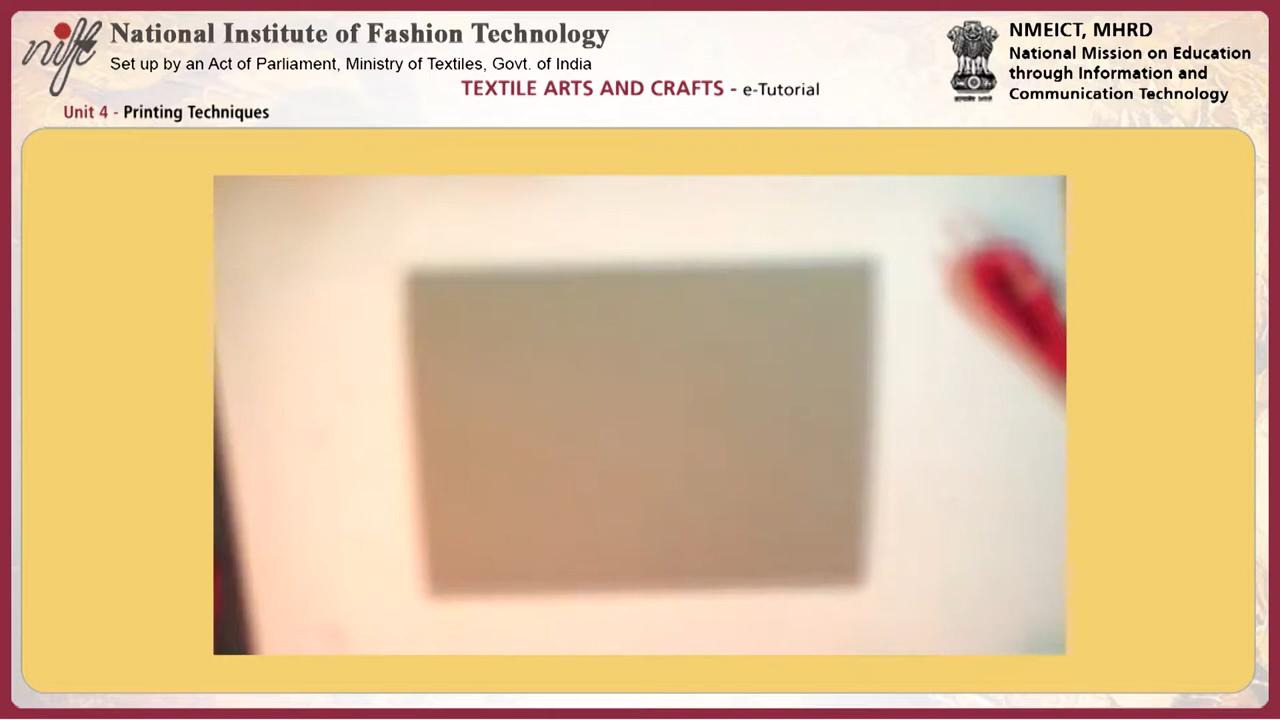 nift
National Institute of Fashion Technology
Set up by an Act of Parliament, Ministry of Textiles, Govt. of India
TEXTILE ARTS AND CRAFTS - e-Tutorial
Unit 4 - Printing Techniques
NMEICT, MHRD
National Mission on Education
through Information and
Communication Technology